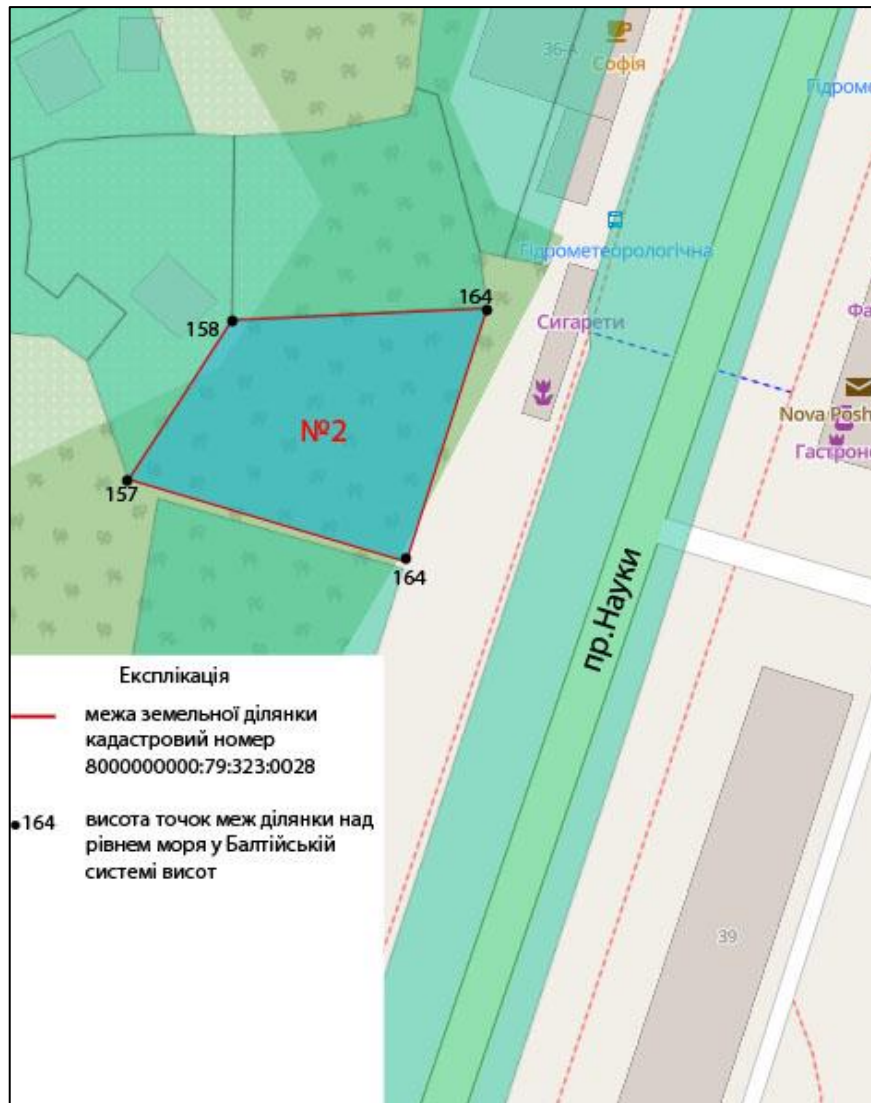 36-А
Софія
Гідроме
Гідрометеорологічна
164
158
Сигарети
Фа
№2
Nova Posh
Гастроно
157
164
пр.Науки
Експлікація
межа земельної ділянки
кадастровий номер
8000000000:79:323:0028
164
висота точок меж ділянки над
рівнем моря у Балтійській
системі висот
39